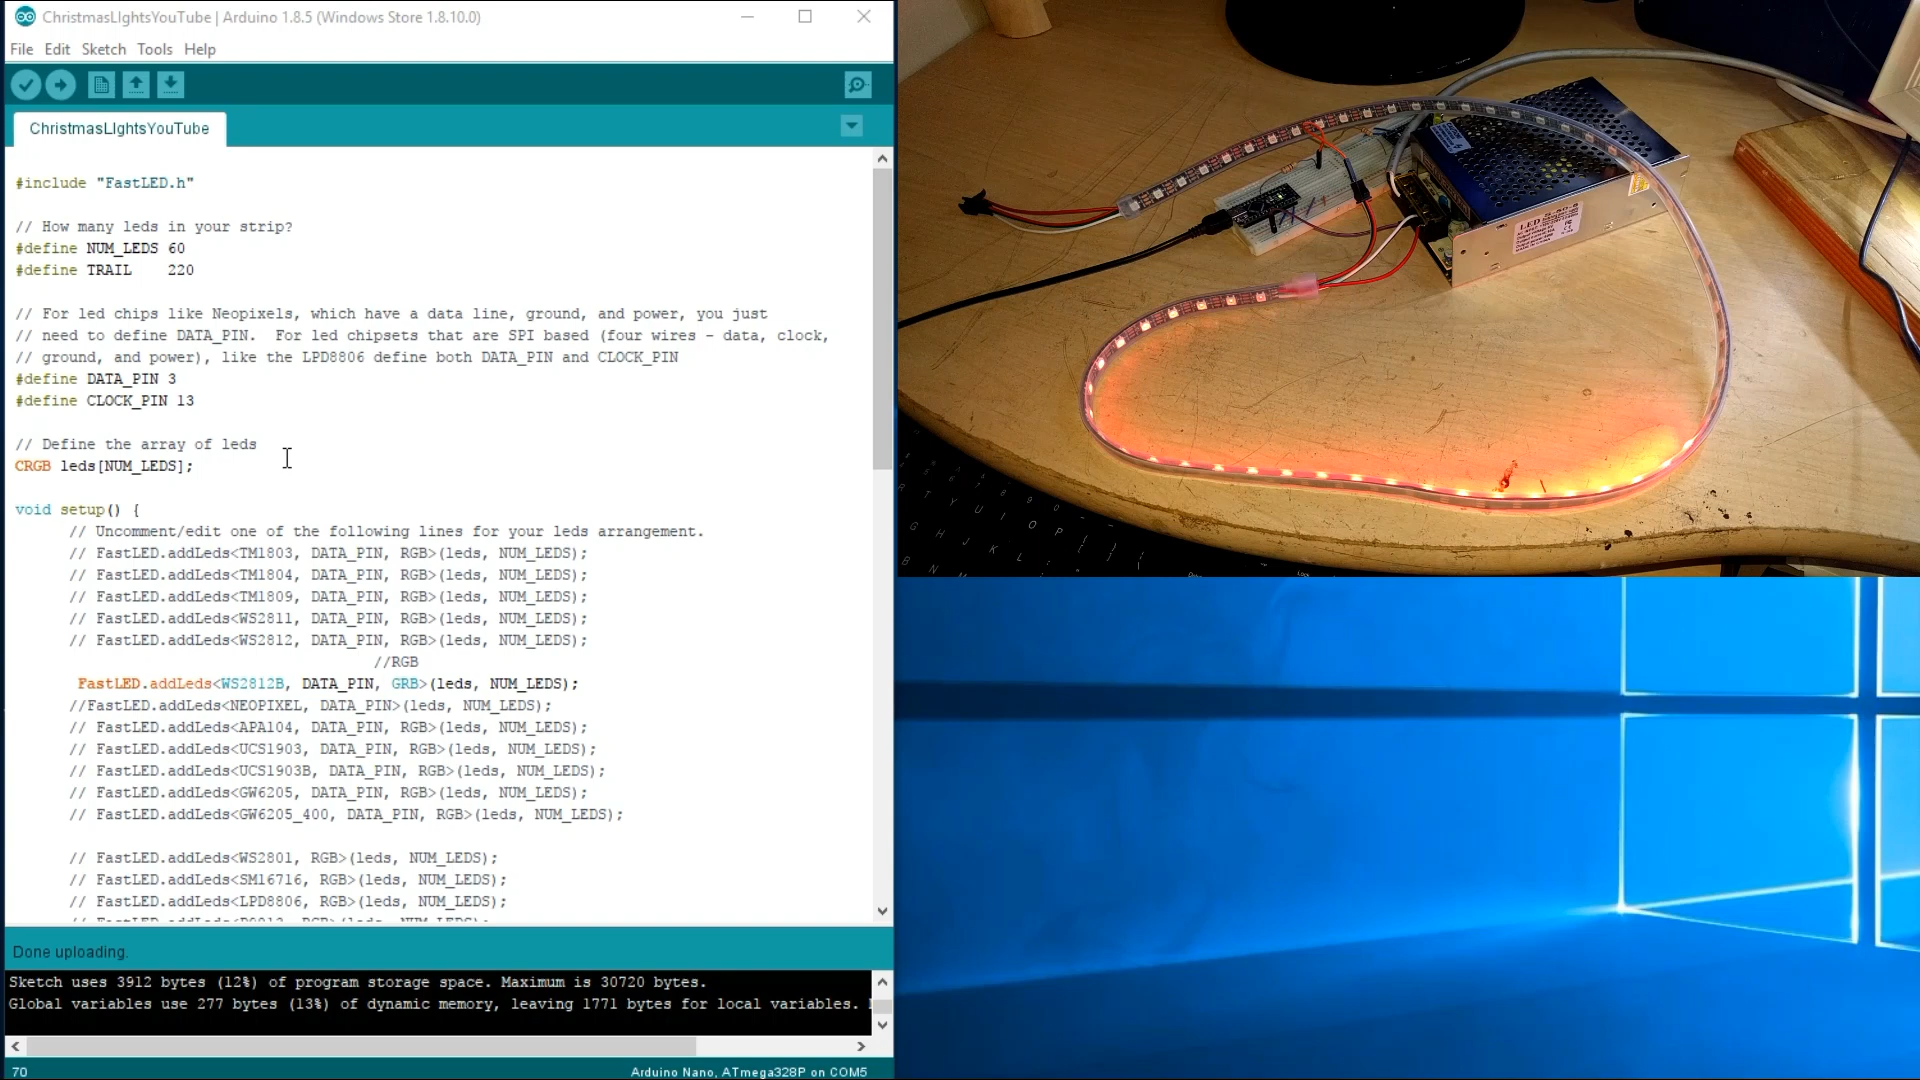 ChristmasLIghtsYouTube | Arduino 1.8.5 (Windows Store 1.8.10.0)
File Edit Sketch Tools Help
ChristmasLIghtsYouTube
#include "FastLED.h"
// How many leds in your strip?
#define NUM_LEDS 60
#define TRAIL 220
// For led chips like Neopixels, which have a data line, ground, and power, you just
// need to define DATA_PIN. For led chipsets that are SPI based (four wires - data, clock,
// ground, and power), like the LPD8806 define both DATA_PIN and CLOCK_PIN
#define DATA_PIN 3
#define CLOCK_PIN 13
// Define the array of leds
CRGB leds[NUM_LEDS];
void setup() {
// Uncomment/edit one of the following lines for your leds arrangement.
// FastLED.addLeds<TM1803, DATA_PIN, RGB>(leds, NUM_LEDS);
// FastLED.addLeds<TM1804, DATA_PIN, RGB>(leds, NUM_LEDS);
// FastLED.addLeds<TM1809, DATA_PIN, RGB>(leds, NUM_LEDS);
// FastLED.addLeds<WS2811, DATA_PIN, RGB>(leds, NUM_LEDS);
// FastLED.addLeds<WS2812, DATA_PIN, RGB>(leds, NUM_LEDS);
//RGB
FastLED.addLeds<WS2812B, DATA_PIN, GRB>(leds, NUM_LEDS);
//FastLED.addLeds<NEOPIXEL, DATA_PIN>(leds, NUM_LEDS);
// FastLED.addLeds<APA104, DATA_PIN, RGB>(leds, NUM_LEDS);
// FastLED.addLeds<UCS1903, DATA_PIN, RGB>(leds, NUM_LEDS);
// FastLED.addLeds<UCS1903B, DATA_PIN, RGB>(leds, NUM_LEDS);
// FastLED.addLeds<GW6205, DATA_PIN, RGB>(leds, NUM_LEDS);
// FastLED.addLeds<GW6205_400, DATA_PIN, RGB>(leds, NUM_LEDS);
// FastLED.addLeds<WS2801, RGB>(leds, NUM_LEDS);
// FastLED.addLeds<SM16716, RGB>(leds, NUM_LEDS);
// FastLED.addLeds<LPD8806, RGB>(leds, NUM_LEDS);
Done uploading.
Sketch uses 3912 bytes (12%) of program storage space. Maximum is 30720 bytes.
Global variables use 277 bytes (13%) of dynamic memory, leaving 1771 bytes for local variables.
70
Arduino Nano, ATmega328P on COM5
LED